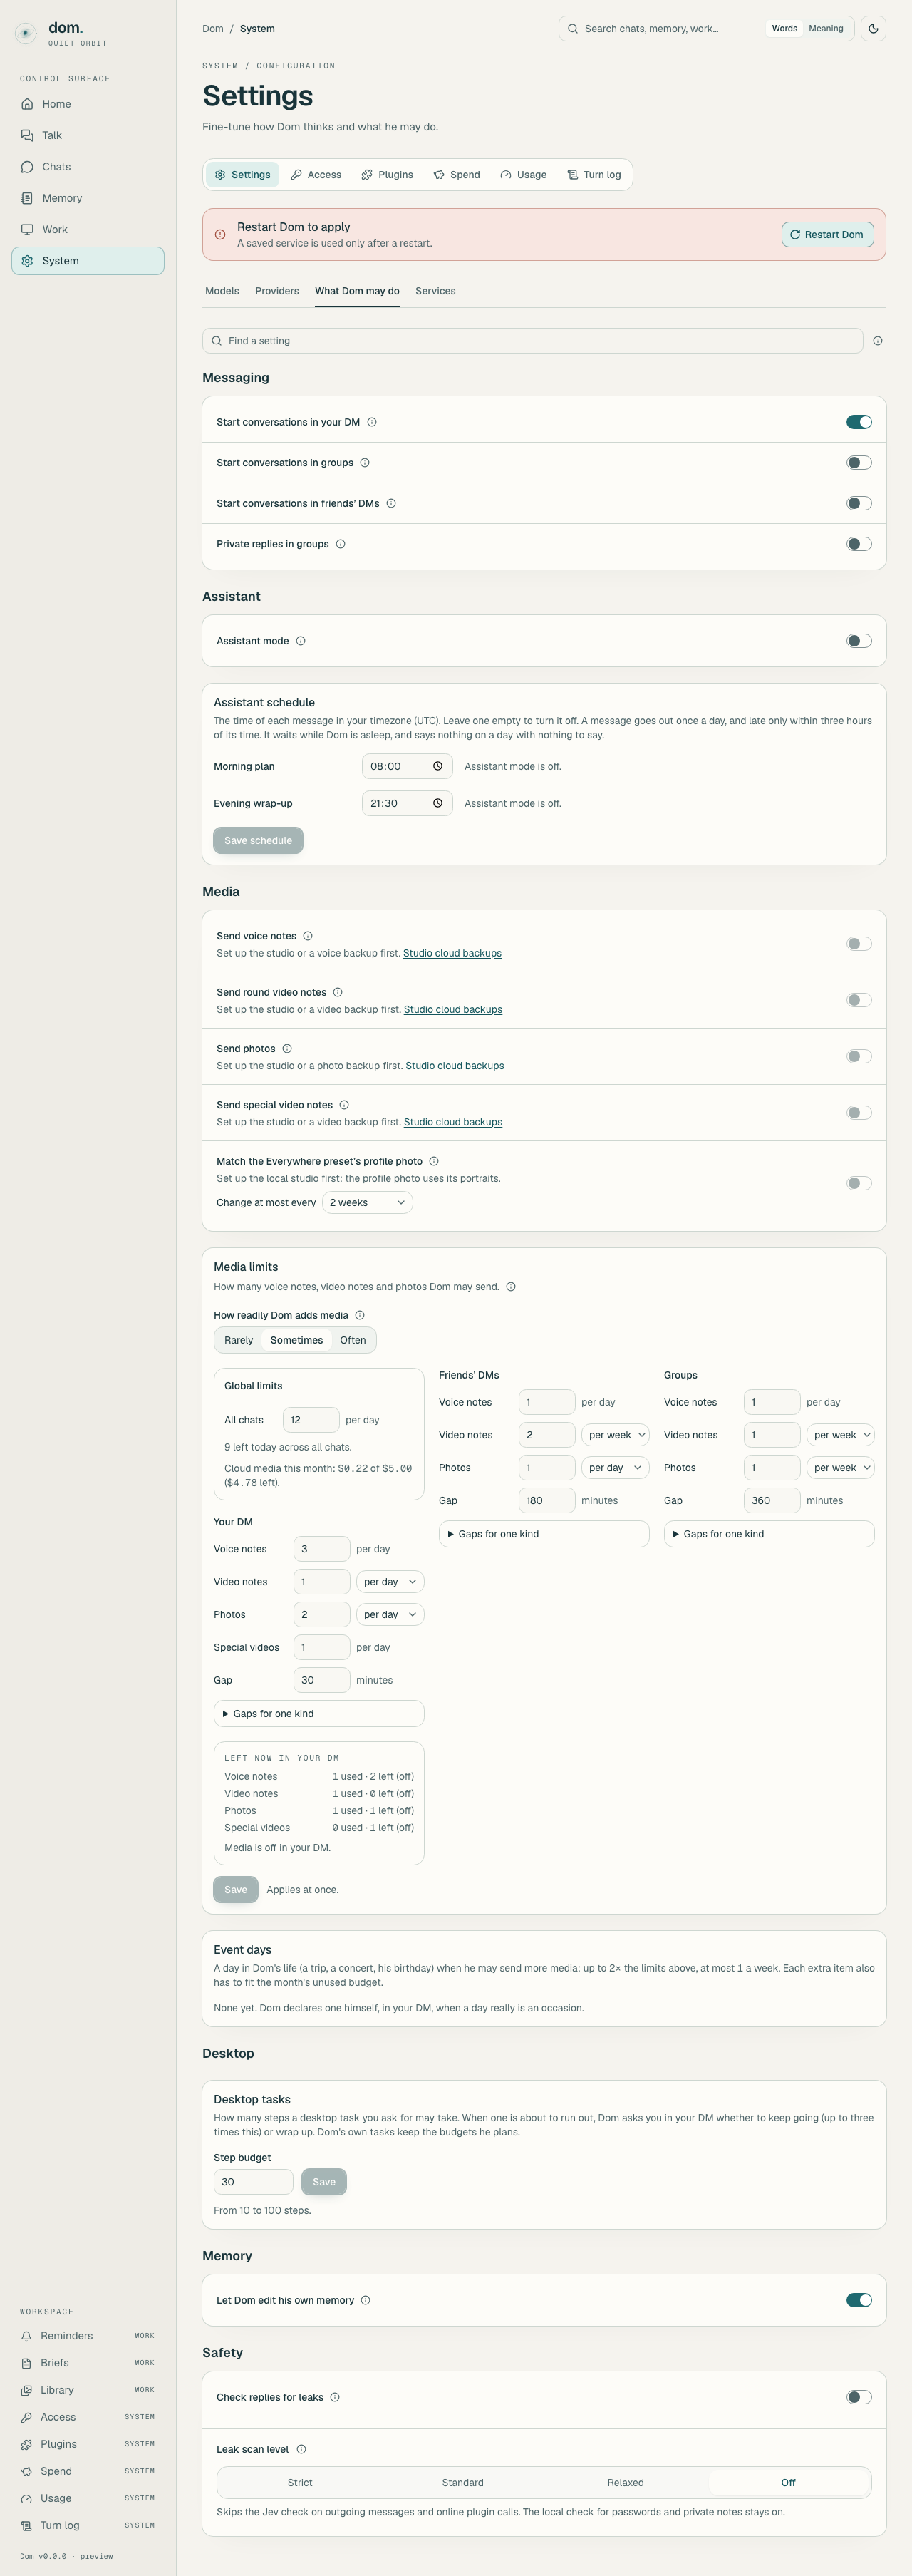 dom.
QUIET ORBIT
CONTROL SURFACE
Home
Talk
Chats
Memory
Work
System
WORKSPACE
Reminders WORK
Briefs WORK
Library WORK
Access SYSTEM
Plugins SYSTEM
Spend SYSTEM
Usage SYSTEM
Turn log SYSTEM
Dom v0.0.0 · preview
Dom / System
Search chats, memory, work... Words Meaning
SYSTEM / CONFIGURATION
Settings
Fine-tune how Dom thinks and what he may do.
Settings Access Plugins Spend Usage Turn log
Restart Dom to apply
A saved service is used only after a restart.
Restart Dom
Models Providers What Dom may do Services
Find a setting
Messaging
Start conversations in your DM
Start conversations in groups
Start conversations in friends' DMs
Private replies in groups
Assistant
Assistant mode
Assistant schedule
The time of each message in your timezone (UTC). Leave one empty to turn it off. A message goes out once a day, and late only within three hours
of its time. It waits while Dom is asleep, and says nothing on a day with nothing to say.
Morning plan 08:00 Assistant mode is off.
Evening wrap-up 21:30 Assistant mode is off.
Save schedule
Media
Send voice notes
Set up the studio or a voice backup first. Studio cloud backups
Send round video notes
Set up the studio or a video backup first. Studio cloud backups
Send photos
Set up the studio or a photo backup first. Studio cloud backups
Send special video notes
Set up the studio or a video backup first. Studio cloud backups
Match the Everywhere preset's profile photo
Set up the local studio first: the profile photo uses its portraits.
Change at most every 2 weeks
Media limits
How many voice notes, video notes and photos Dom may send.
How readily Dom adds media
Rarely Sometimes Often
Global limits
All chats 12 per day
9 left today across all chats.
Cloud media this month: $0.22 of $5.00
($4.78 left).
Your DM
Voice notes 3 per day
Video notes 1 per day
Photos 2 per day
Special videos 1 per day
Gap 30 minutes
Gaps for one kind
LEFT NOW IN YOUR DM
Voice notes 1 used · 2 left (off)
Video notes 1 used · 0 left (off)
Photos 1 used · 1 left (off)
Special videos 0 used · 1 left (off)
Media is off in your DM.
Friends' DMs
Voice notes 1 per day
Video notes 2 per week
Photos 1 per day
Gap 180 minutes
Gaps for one kind
Groups
Voice notes 1 per day
Video notes 1 per week
Photos 1 per week
Gap 360 minutes
Gaps for one kind
Save Applies at once.
Event days
A day in Dom's life (a trip, a concert, his birthday) when he may send more media: up to 2× the limits above, at most 1 a week. Each extra item also
has to fit the month's unused budget.
None yet. Dom declares one himself, in your DM, when a day really is an occasion.
Desktop
Desktop tasks
How many steps a desktop task you ask for may take. When one is about to run out, Dom asks you in your DM whether to keep going (up to three
times this) or wrap up. Dom's own tasks keep the budgets he plans.
Step budget
30 Save
From 10 to 100 steps.
Memory
Let Dom edit his own memory
Safety
Check replies for leaks
Leak scan level
Strict Standard Relaxed Off
Skips the Jev check on outgoing messages and online plugin calls. The local check for passwords and private notes stays on.